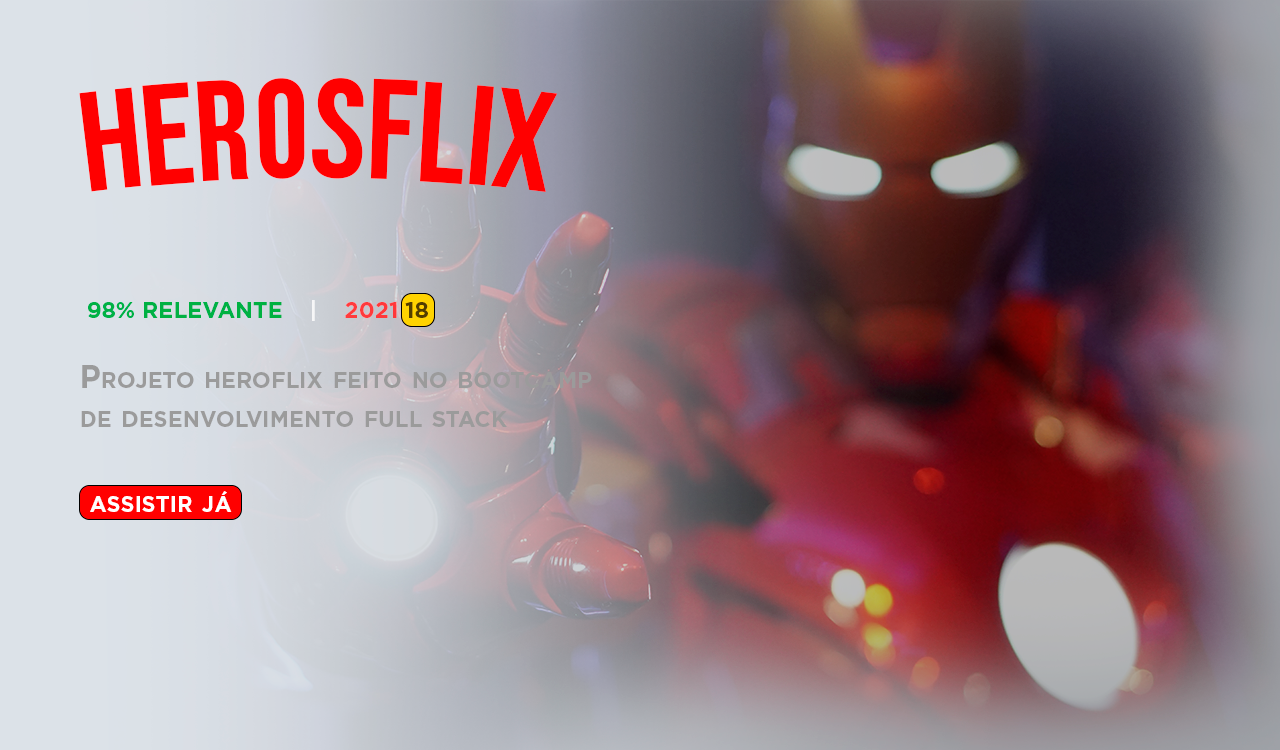 HEROSFLIX
98% RELEVANTE | 2021 18
PROJETO HEROFLIX FEITO NO BOOTCAMP
DE DESENVOLVIMENTO FULL STACK
ASSISTIR JÁ